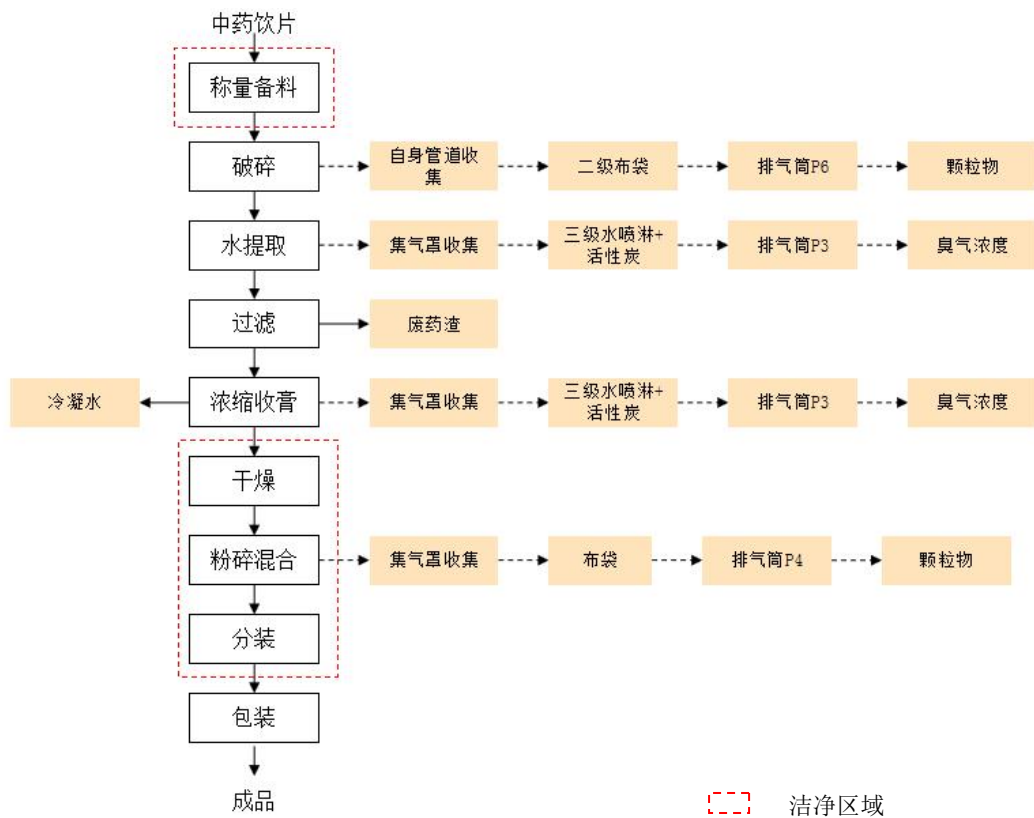 中药饮片
称量备料
破碎
自身管道收
集
二级布袋
排气筒P6
颗粒物
水提取
集气罩收集
三级水喷淋+
活性炭
排气筒P3
臭气浓度
过滤
废药渣
冷凝水
浓缩收膏
集气罩收集
三级水喷淋+
活性炭
排气筒P3
臭气浓度
干燥
粉碎混合
集气罩收集
布袋
排气筒P4
颗粒物
分装
包装
成品
洁净区域